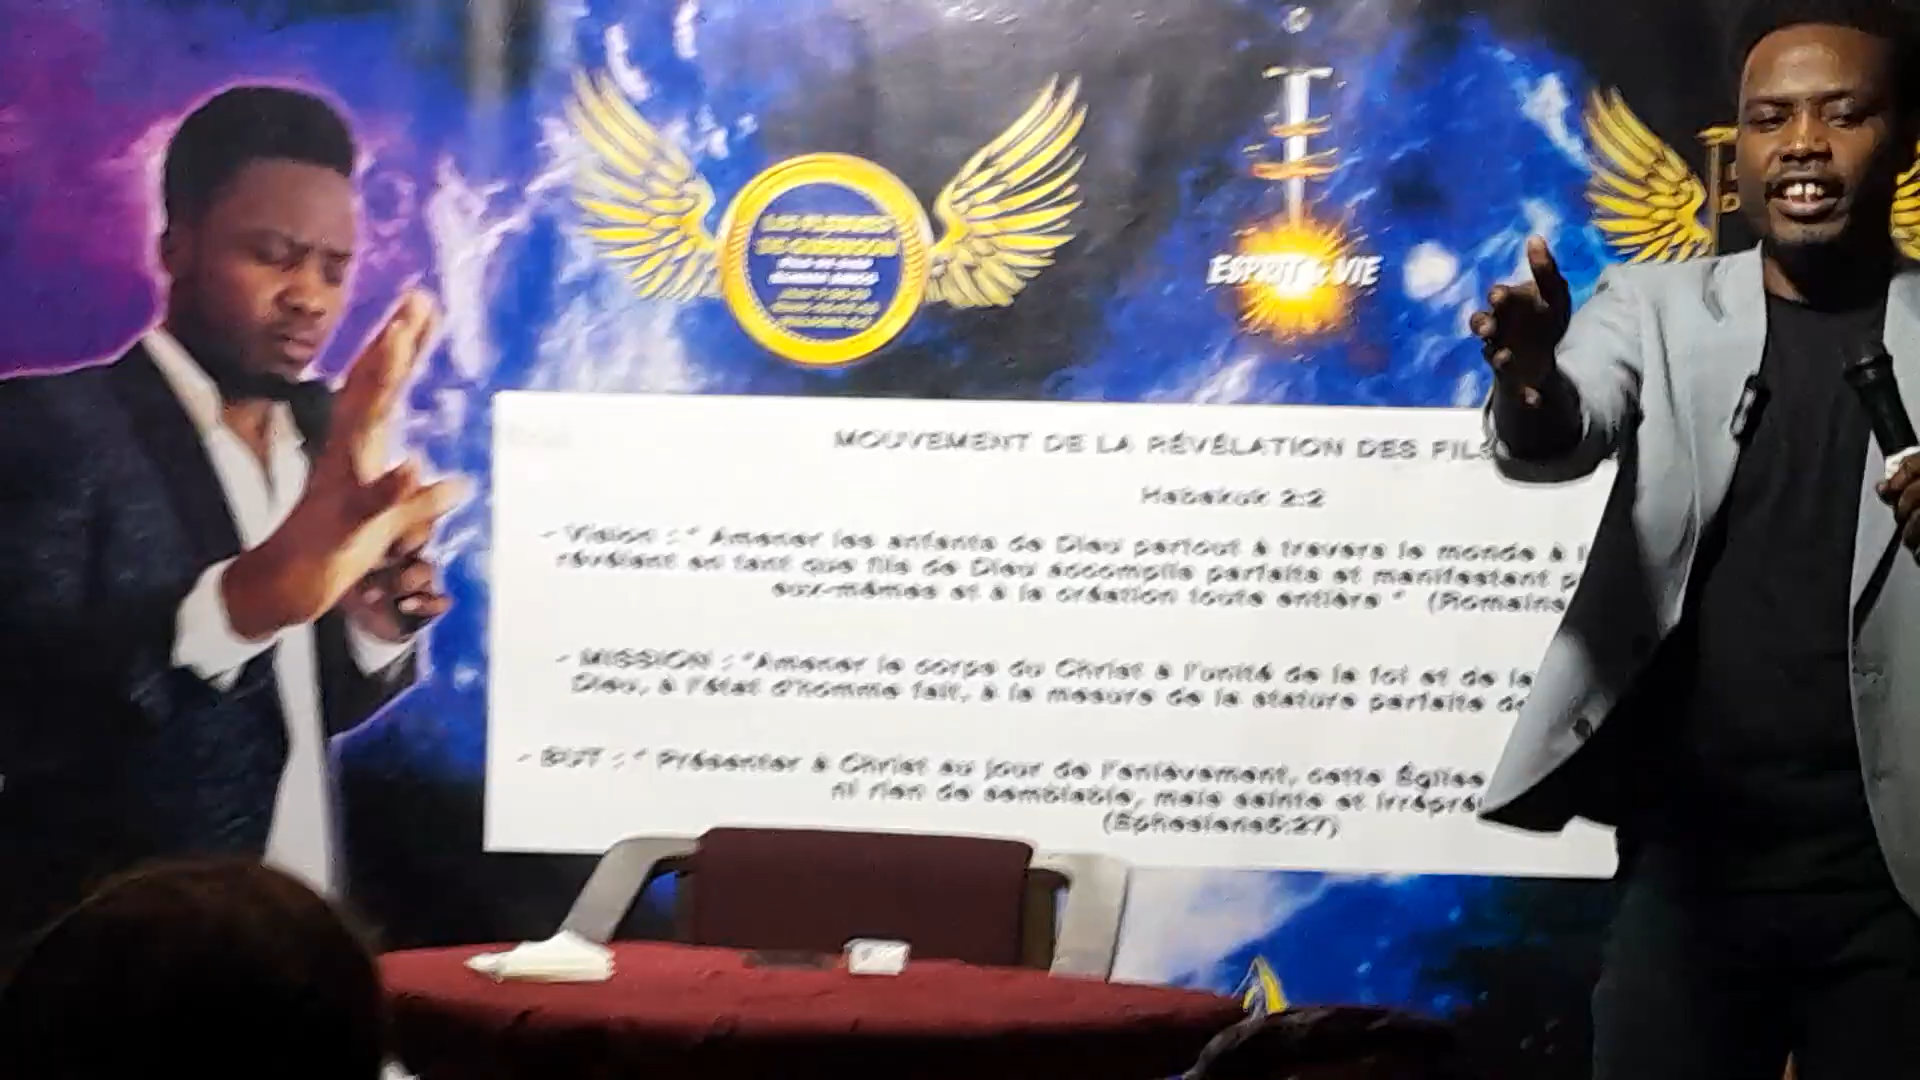 ESPRIT & VIE
MOUVEMENT DE LA RÉVÉLATION DES FILS
Habakuk 2:2
- Vision : " Amener les enfants de Dieu partout à travers le monde à
révélant en tant que fils de Dieu accomplis parfaits et manifestant
eux-mêmes et à la création toute entière " (Romains
- MISSION : "Amener le corps du Christ à l'unité de la foi et de la
Dieu, à l'état d'homme fait, à la mesure de la stature parfaite de
- BUT : " Présenter à Christ au jour de l'enlèvement, cette Église
ni rien de semblable, mais sainte et irrépré
(Ephesiens5:27)